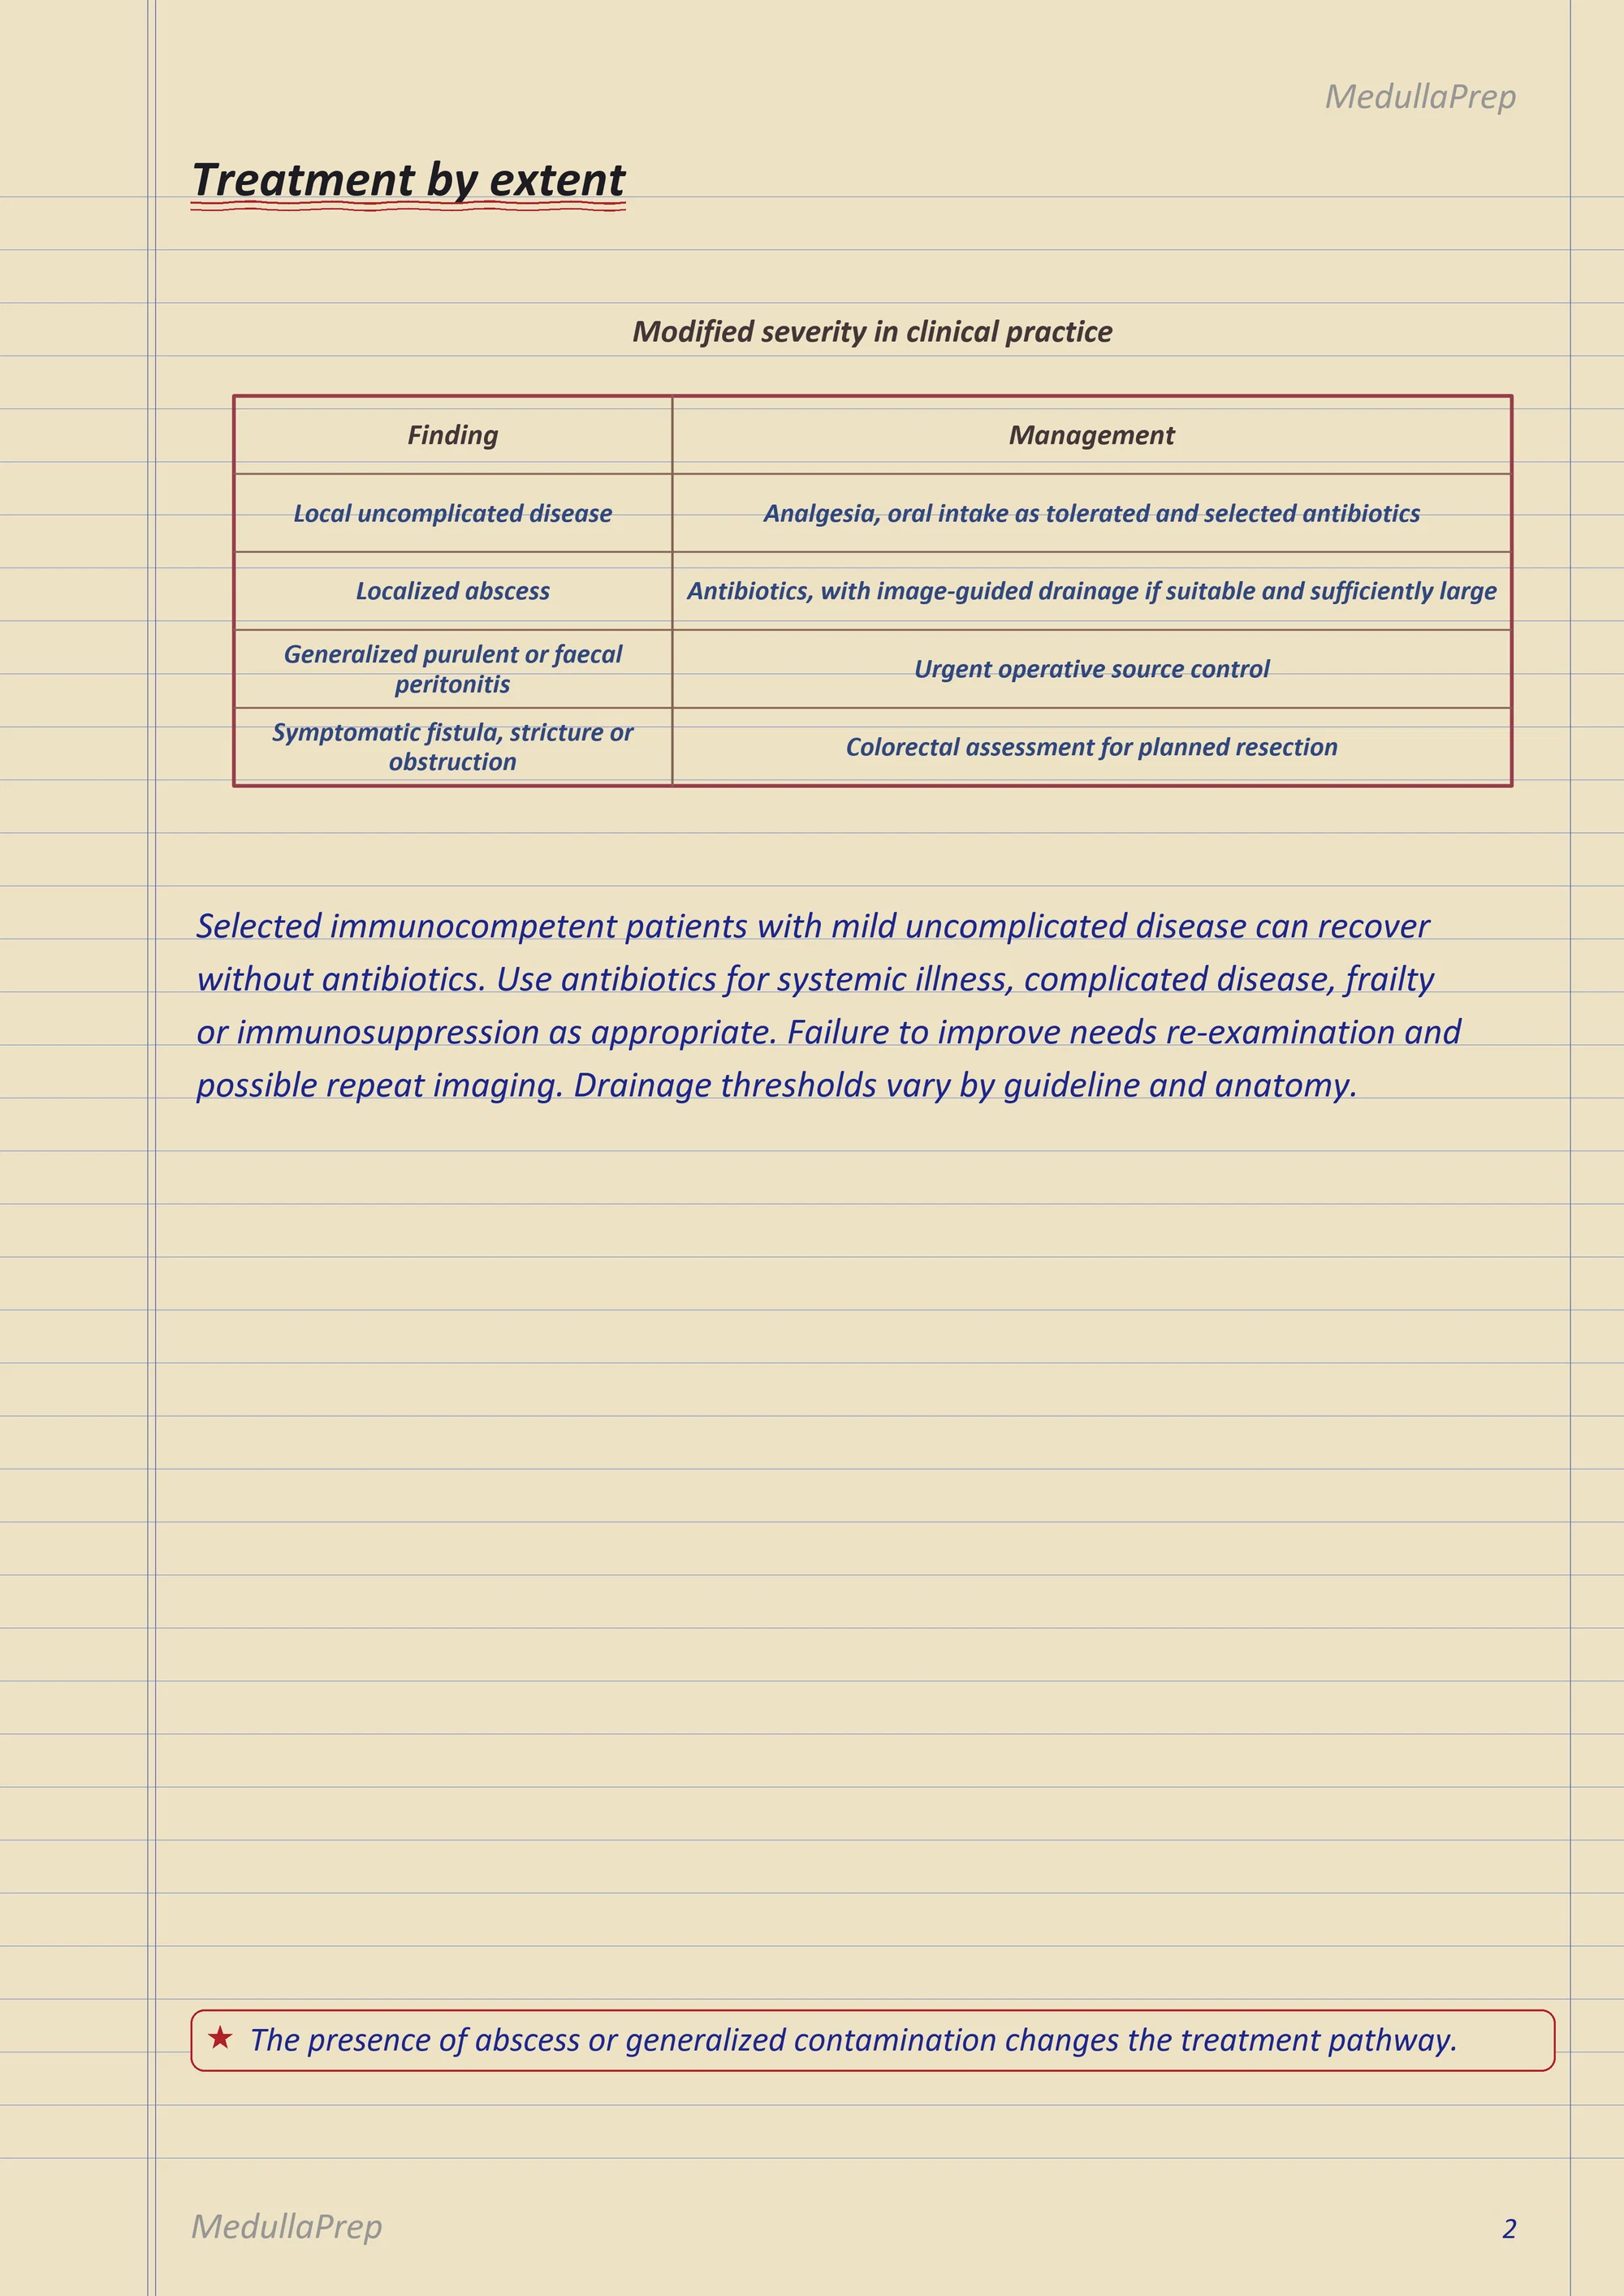 MedullaPrep
Treatment by extent
Modified severity in clinical practice
Finding
Management
Local uncomplicated disease
Analgesia, oral intake as tolerated and selected antibiotics
Localized abscess
Antibiotics, with image-guided drainage if suitable and sufficiently large
Generalized purulent or faecal
peritonitis
Urgent operative source control
Symptomatic fistula, stricture or
obstruction
Colorectal assessment for planned resection
Selected immunocompetent patients with mild uncomplicated disease can recover
without antibiotics. Use antibiotics for systemic illness, complicated disease, frailty
or immunosuppression as appropriate. Failure to improve needs re-examination and
possible repeat imaging. Drainage thresholds vary by guideline and anatomy.
★ The presence of abscess or generalized contamination changes the treatment pathway.
MedullaPrep
2